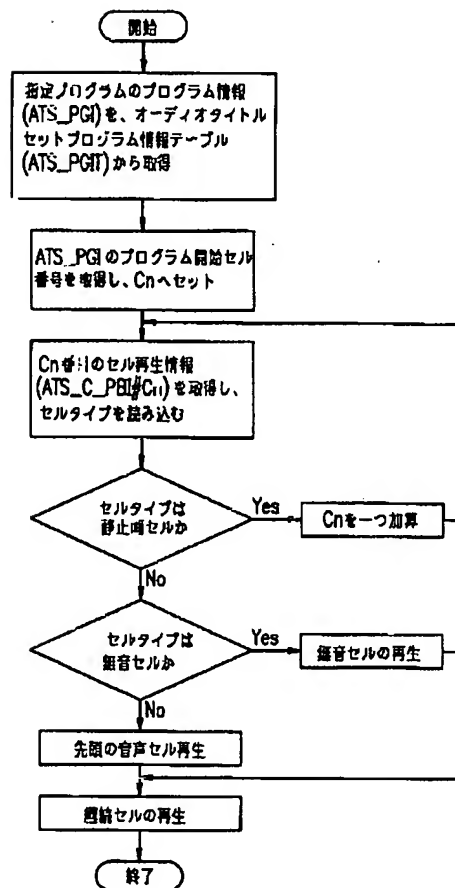 開始
指定プログラムのプログラム情報
(ATS_PGI)を、オーディオタイトル
セットプログラム情報テーブル
(ATS_PGIT)から取得
ATS_PGIのプログラム開始セル
番号を取得し、Cnへセット
Cn番目のセル再生情報
(ATS_C_PBI#Cn)を取得し、
セルタイプを読み込む
セルタイプは
静止画セルか
Yes
Cnを一つ加算
No
セルタイプは
無音セルか
Yes
無音セルの再生
No
先頭の音声セル再生
継続セルの再生
終了